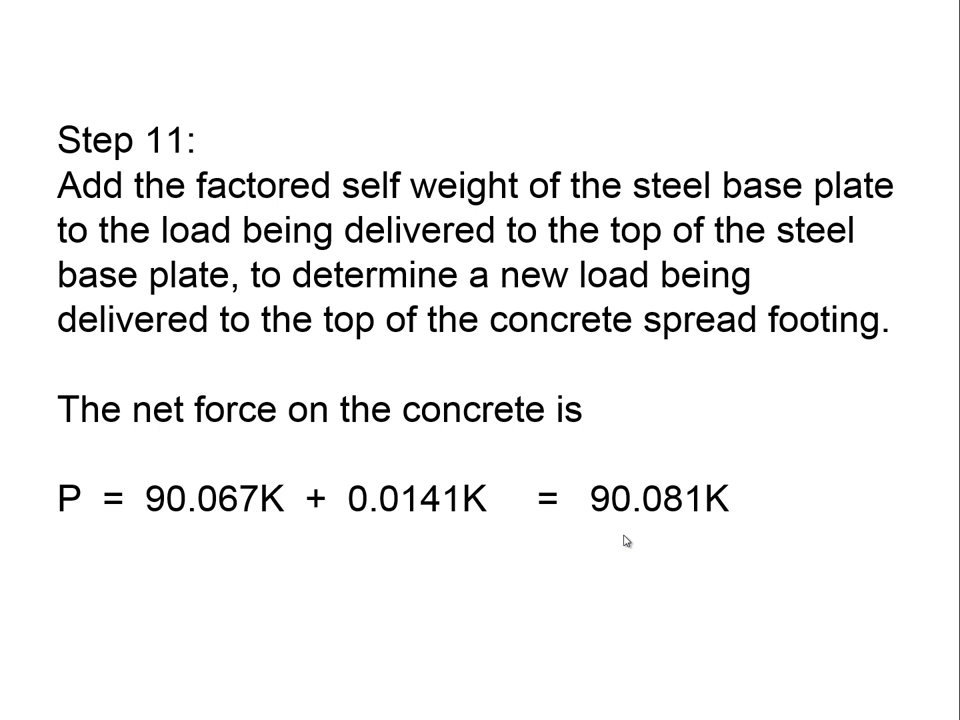 Step 11:
Add the factored self weight of the steel base plate
to the load being delivered to the top of the steel
base plate, to determine a new load being
delivered to the top of the concrete spread footing.
The net force on the concrete is
P = 90.067K + 0.0141K = 90.081K